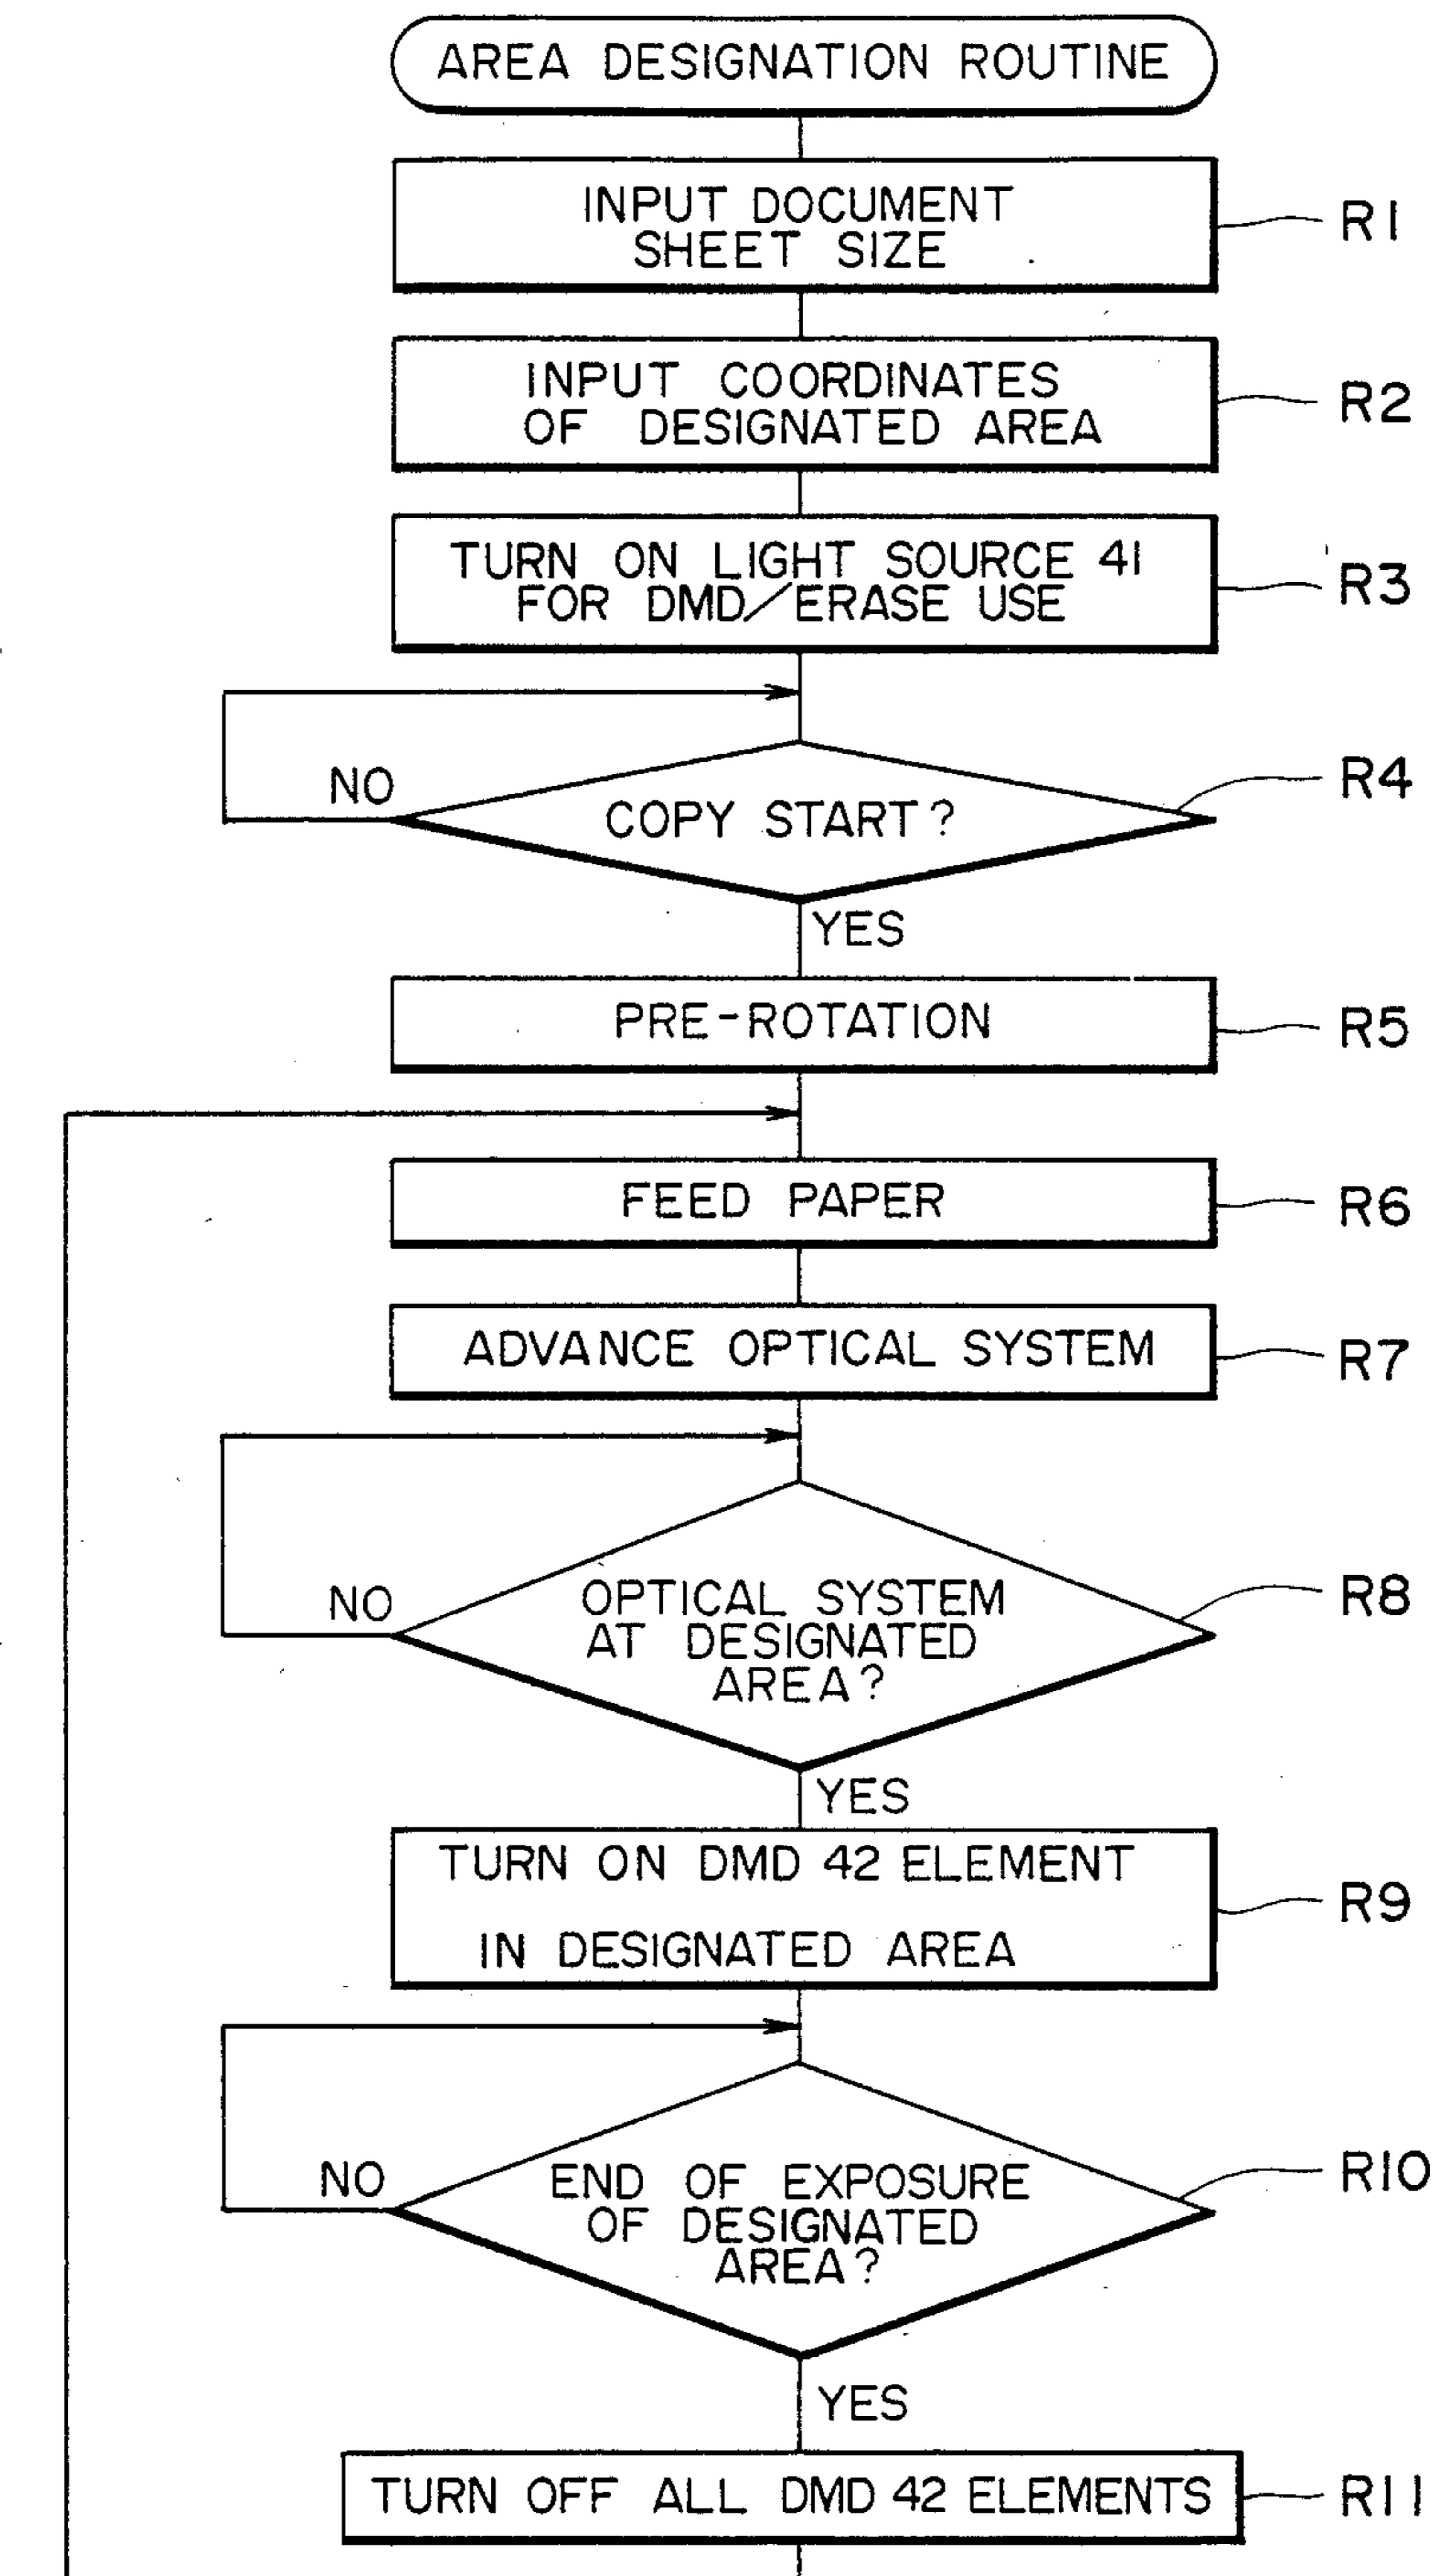 AREA DESIGNATION ROUTINE
INPUT DOCUMENT
SHEET SIZE
R1
INPUT COORDINATES
OF DESIGNATED AREA
R2
TURN ON LIGHT SOURCE 41
FOR DMD/ERASE USE
R3
NO
COPY START?
R4
YES
PRE-ROTATION
R5
FEED PAPER
R6
ADVANCE OPTICAL SYSTEM
R7
NO
OPTICAL SYSTEM
AT DESIGNATED
AREA?
R8
YES
TURN ON DMD 42 ELEMENT
IN DESIGNATED AREA
R9
NO
END OF EXPOSURE
OF DESIGNATED
AREA?
R10
YES
TURN OFF ALL DMD 42 ELEMENTS
R11